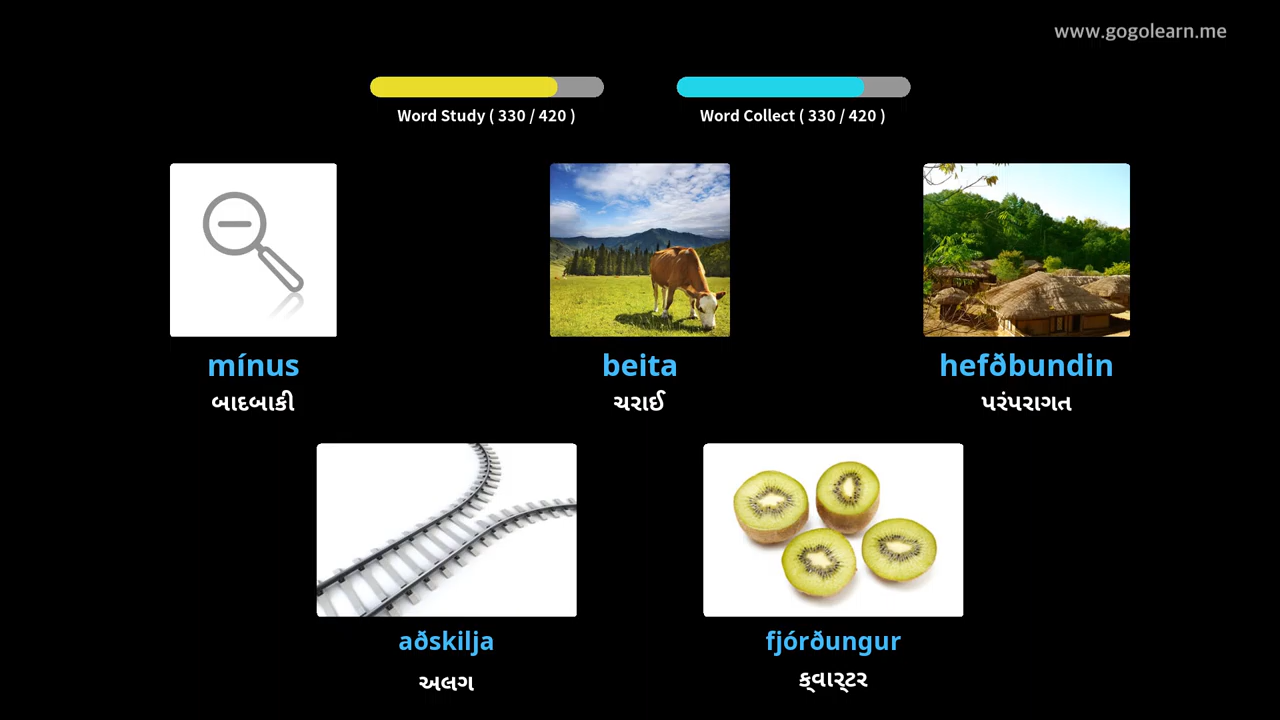 www.gogolearn.me
Word Study ( 330 / 420 )
Word Collect ( 330 / 420 )
mínus
બાદબાકી
beita
ચરાઈ
hefðbundin
પરંપરાગત
aðskilja
અલગ
fjórðungur
ક્વાર્ટર